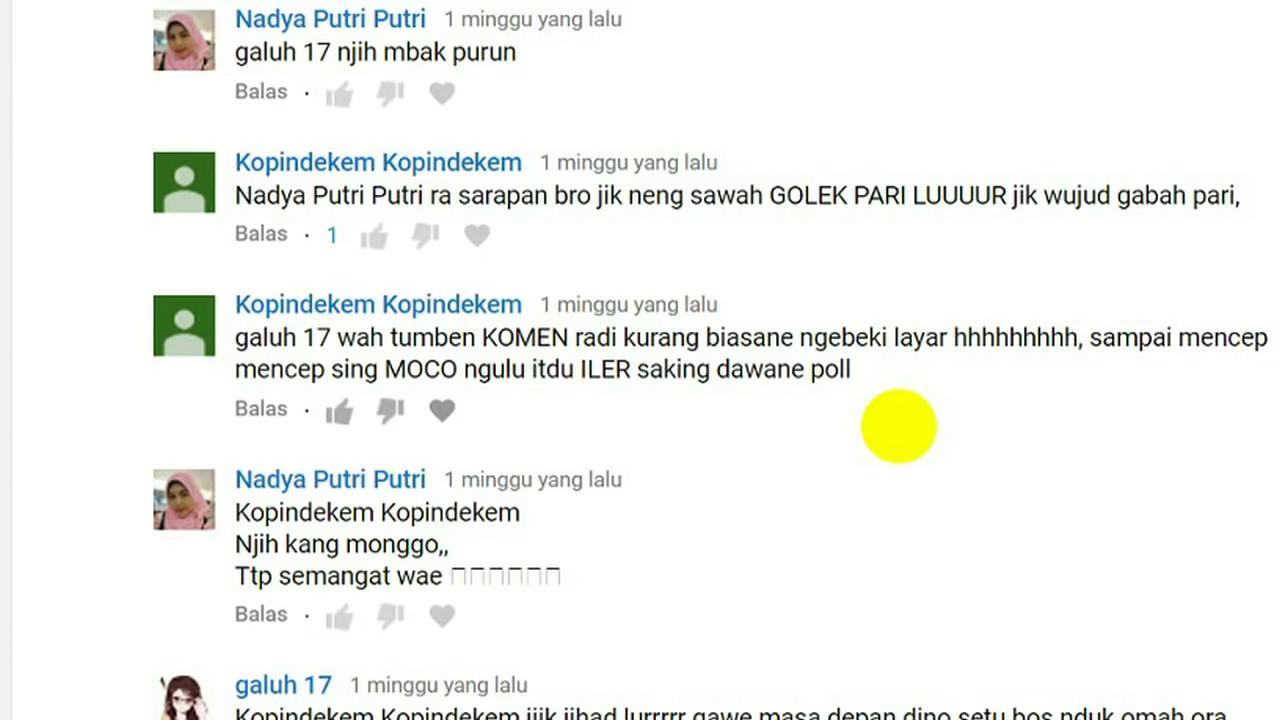 Nadya Putri Putri 1 minggu yang lalu
galuh 17 njih mbak purun
Balas ·
Kopindekem Kopindekem 1 minggu yang lalu
Nadya Putri Putri ra sarapan bro jik neng sawah GOLEK PARI LUUUUR jik wujud gabah pari,
Balas · 1
Kopindekem Kopindekem 1 minggu yang lalu
galuh 17 wah tumben KOMEN radi kurang biasane ngebeki layar hhhhhhhhh, sampai mencep
mencep sing MOCO ngulu itdu ILER saking dawane poll
Balas ·
Nadya Putri Putri 1 minggu yang lalu
Kopindekem Kopindekem
Njih kang monggo,,
Ttp semangat wae
Balas ·
galuh 17 1 minggu yang lalu
Kopindekem Kopindekem jijik jihad lurrrrr gawe masa depan dino setu bos nduk omah ora